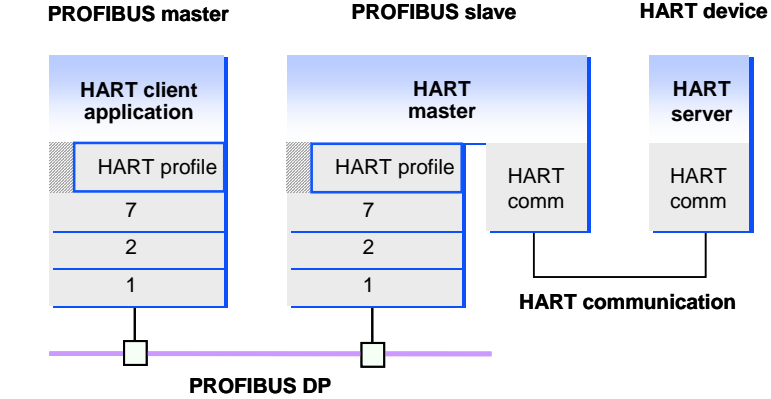 PROFIBUS master
PROFIBUS slave
HART device
HART client
application
HART
master
HART
server
HART profile
HART profile
HART
comm
HART
comm
7
7
2
2
1
1
HART communication
PROFIBUS DP